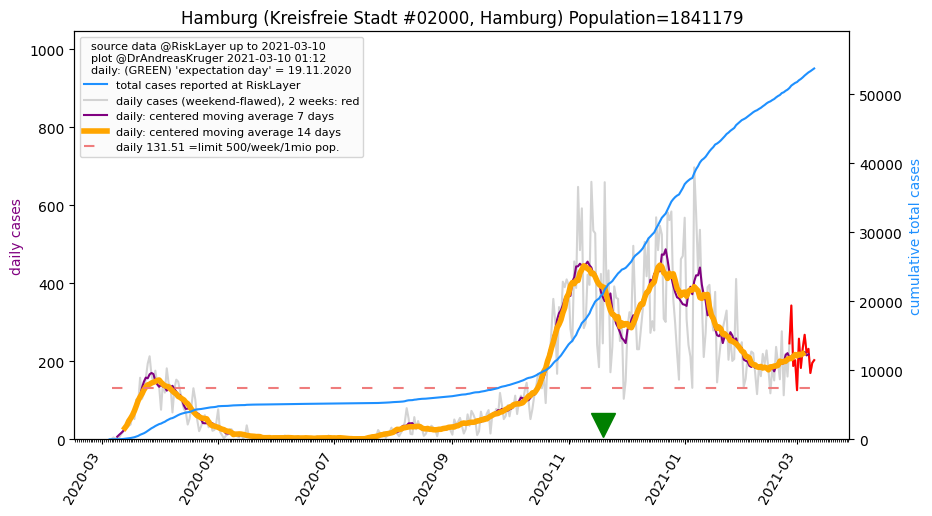 Hamburg (Kreisfreie Stadt #02000, Hamburg) Population=1841179
source data @RiskLayer up to 2021-03-10
plot @DrAndreasKruger 2021-03-10 01:12
daily: (GREEN) 'expectation day' = 19.11.2020
total cases reported at RiskLayer
daily cases (weekend-flawed), 2 weeks: red
daily: centered moving average 7 days
daily: centered moving average 14 days
daily 131.51 =limit 500/week/1mio pop.
daily cases
1000
800
600
400
200
0
cumulative total cases
50000
40000
30000
20000
10000
0
2020-03
2020-05
2020-07
2020-09
2020-11
2021-01
2021-03